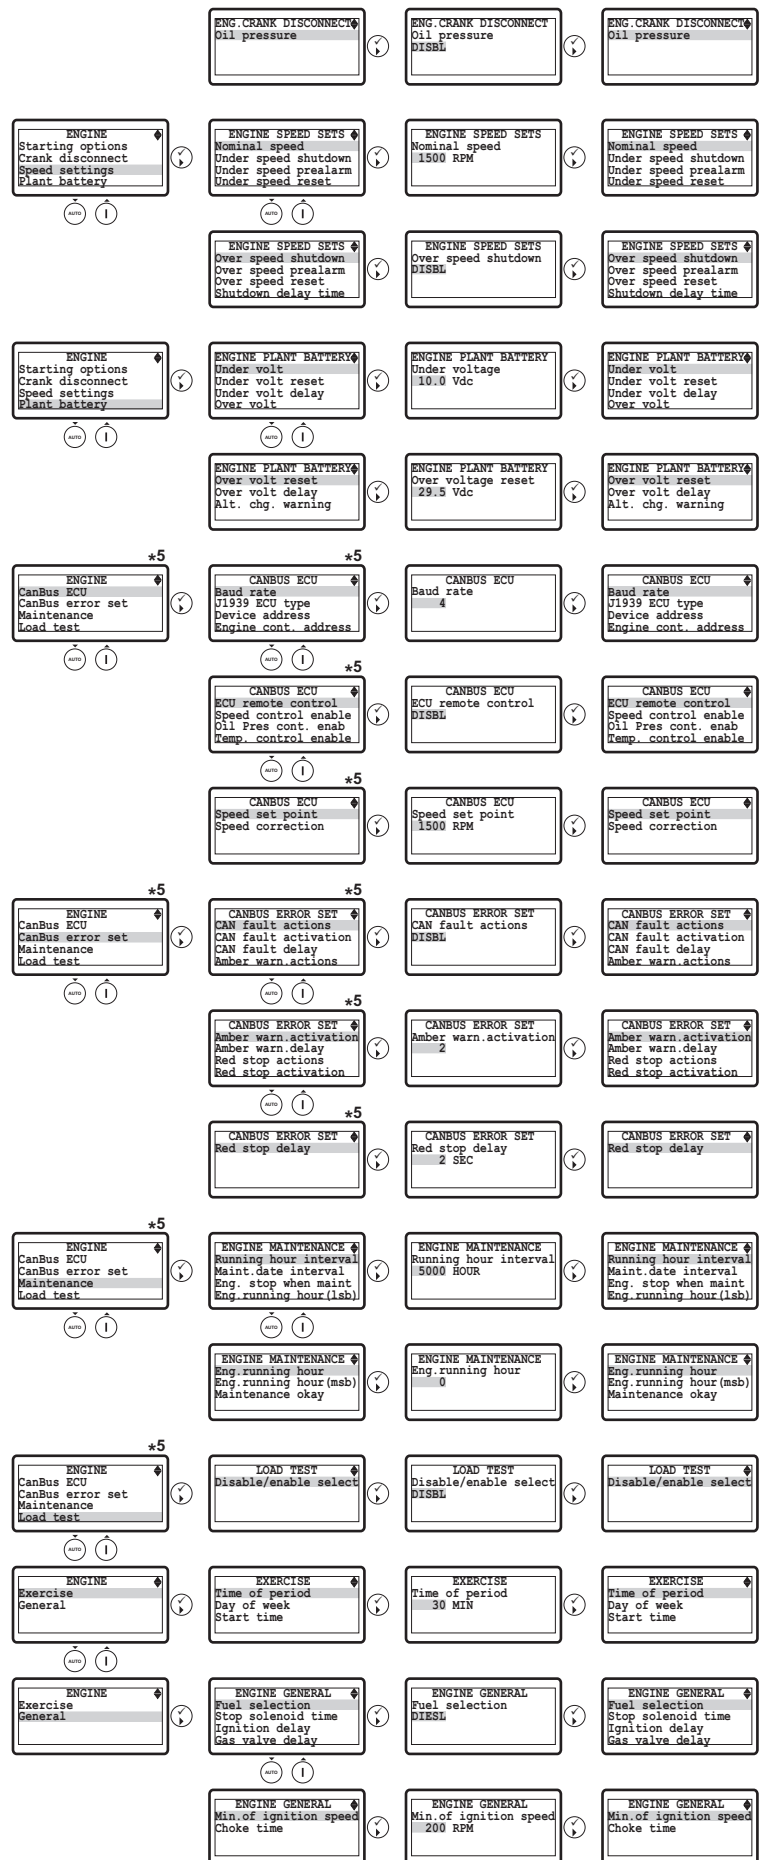 ENG.CRANK DISCONNECT
Oil pressure
ENG.CRANK DISCONNECT
Oil pressure
DISBL
ENG.CRANK DISCONNECT
Oil pressure
ENGINE
Starting options
Crank disconnect
Speed settings
Plant battery
AUTO I
ENGINE SPEED SETS
Nominal speed
Under speed shutdown
Under speed prealarm
Under speed reset
AUTO I
ENGINE SPEED SETS
Nominal speed
1500 RPM
ENGINE SPEED SETS
Nominal speed
Under speed shutdown
Under speed prealarm
Under speed reset
ENGINE SPEED SETS
Over speed shutdown
Over speed prealarm
Over speed reset
Shutdown delay time
ENGINE SPEED SETS
Over speed shutdown
DISBL
ENGINE SPEED SETS
Over speed shutdown
Over speed prealarm
Over speed reset
Shutdown delay time
ENGINE
Starting options
Crank disconnect
Speed settings
Plant battery
AUTO I
ENGINE PLANT BATTERY
Under volt
Under volt reset
Under volt delay
Over volt
AUTO I
ENGINE PLANT BATTERY
Under voltage
10.0 Vdc
ENGINE PLANT BATTERY
Under volt
Under volt reset
Under volt delay
Over volt
ENGINE PLANT BATTERY
Over volt reset
Over volt delay
Alt. chg. warning
ENGINE PLANT BATTERY
Over voltage reset
29.5 Vdc
ENGINE PLANT BATTERY
Over volt reset
Over volt delay
Alt. chg. warning
*5
ENGINE
CanBus ECU
CanBus error set
Maintenance
Load test
AUTO I
*5
CANBUS ECU
Baud rate
J1939 ECU type
Device address
Engine cont. address
AUTO I
CANBUS ECU
Baud rate
4
CANBUS ECU
Baud rate
J1939 ECU type
Device address
Engine cont. address
*5
CANBUS ECU
ECU remote control
Speed control enable
Oil Pres cont. enab
Temp. control enable
AUTO I
CANBUS ECU
ECU remote control
DISBL
CANBUS ECU
ECU remote control
Speed control enable
Oil Pres cont. enab
Temp. control enable
*5
CANBUS ECU
Speed set point
Speed correction
CANBUS ECU
Speed set point
1500 RPM
CANBUS ECU
Speed set point
Speed correction
*5
ENGINE
CanBus ECU
CanBus error set
Maintenance
Load test
AUTO I
*5
CANBUS ERROR SET
CAN fault actions
CAN fault activation
CAN fault delay
Amber warn.actions
AUTO I
CANBUS ERROR SET
CAN fault actions
DISBL
CANBUS ERROR SET
CAN fault actions
CAN fault activation
CAN fault delay
Amber warn.actions
*5
CANBUS ERROR SET
Amber warn.activation
Amber warn.delay
Red stop actions
Red stop activation
AUTO I
CANBUS ERROR SET
Amber warn.activation
2
CANBUS ERROR SET
Amber warn.activation
Amber warn.delay
Red stop actions
Red stop activation
*5
CANBUS ERROR SET
Red stop delay
CANBUS ERROR SET
Red stop delay
2 SEC
CANBUS ERROR SET
Red stop delay
*5
ENGINE
CanBus ECU
CanBus error set
Maintenance
Load test
AUTO I
ENGINE MAINTENANCE
Running hour interval
Maint.date interval
Eng. stop when maint
Eng.running hour(lsb)
AUTO I
ENGINE MAINTENANCE
Running hour interval
5000 HOUR
ENGINE MAINTENANCE
Running hour interval
Maint.date interval
Eng. stop when maint
Eng.running hour(lsb)
ENGINE MAINTENANCE
Eng.running hour
Eng.running hour(msb)
Maintenance okay
ENGINE MAINTENANCE
Eng.running hour
0
ENGINE MAINTENANCE
Eng.running hour
Eng.running hour(msb)
Maintenance okay
*5
ENGINE
CanBus ECU
CanBus error set
Maintenance
Load test
AUTO I
LOAD TEST
Disable/enable select
LOAD TEST
Disable/enable select
DISBL
LOAD TEST
Disable/enable select
ENGINE
Exercise
General
AUTO I
EXERCISE
Time of period
Day of week
Start time
EXERCISE
Time of period
30 MIN
EXERCISE
Time of period
Day of week
Start time
ENGINE
Exercise
General
ENGINE GENERAL
Fuel selection
Stop solenoid time
Ignition delay
Gas valve delay
AUTO I
ENGINE GENERAL
Fuel selection
DIESL
ENGINE GENERAL
Fuel selection
Stop solenoid time
Ignition delay
Gas valve delay
ENGINE GENERAL
Min.of ignition speed
Choke time
ENGINE GENERAL
Min.of ignition speed
200 RPM
ENGINE GENERAL
Min.of ignition speed
Choke time